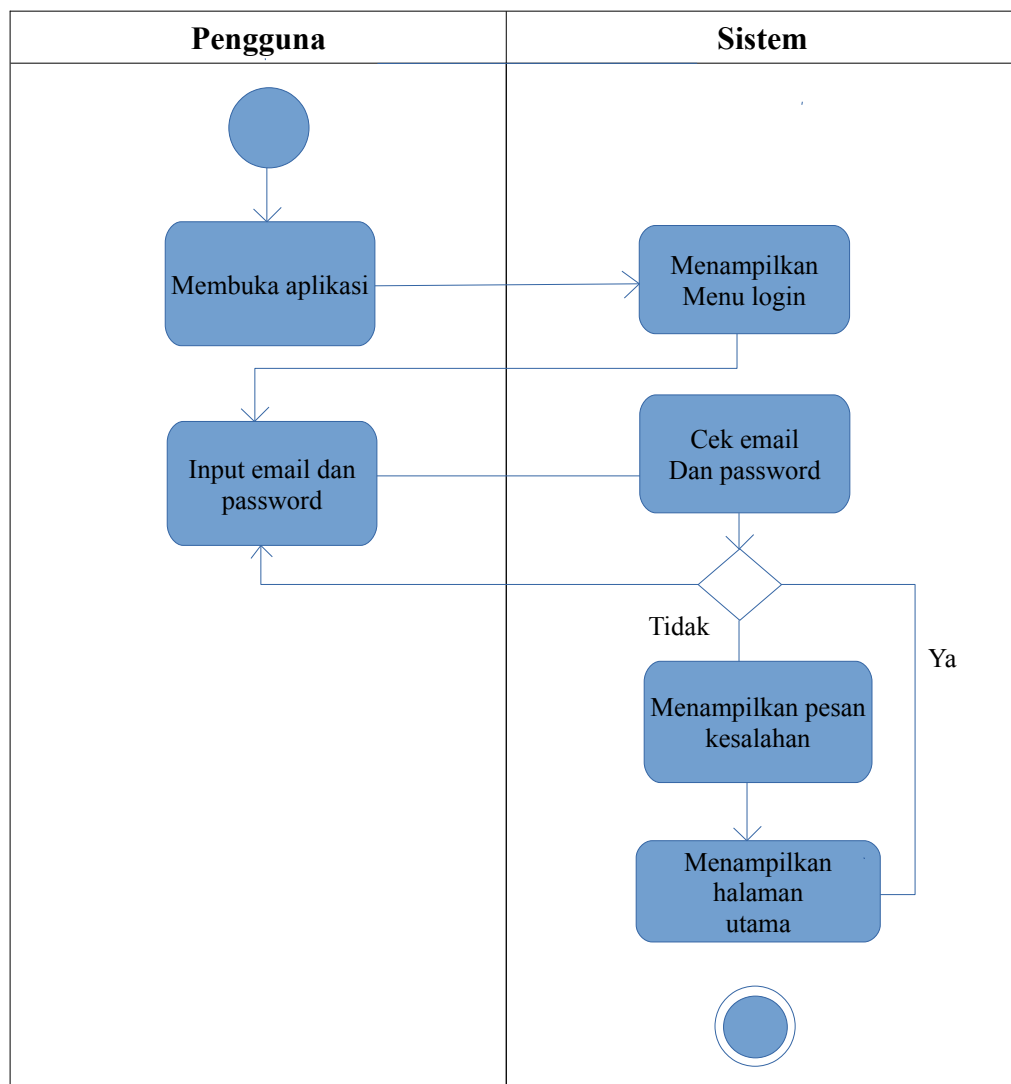 Pengguna
Sistem
Membuka aplikasi
Menampilkan
Menu login
Input email dan
password
Cek email
Dan password
Tidak
Ya
Menampilkan pesan
kesalahan
Menampilkan
halaman
utama